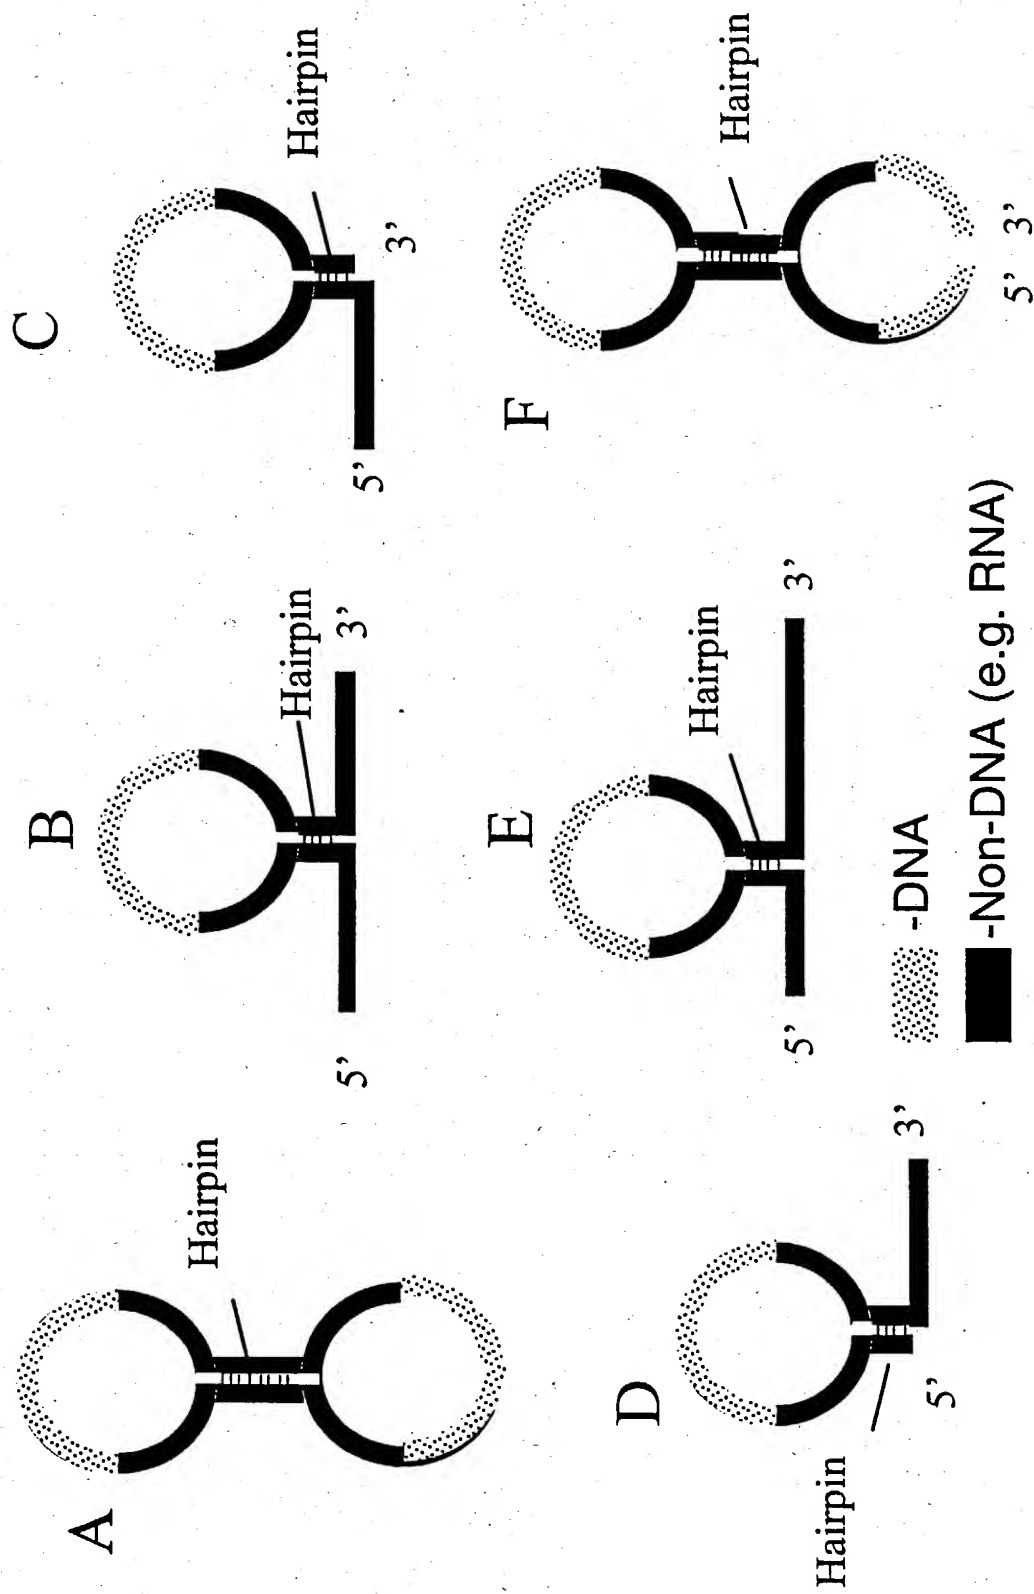 A
Hairpin
B
Hairpin
5’
3’
C
Hairpin
5’
3’
D
Hairpin
5’
3’
E
Hairpin
5’
3’
F
Hairpin
5’
3’
-DNA
-Non-DNA (e.g. RNA)